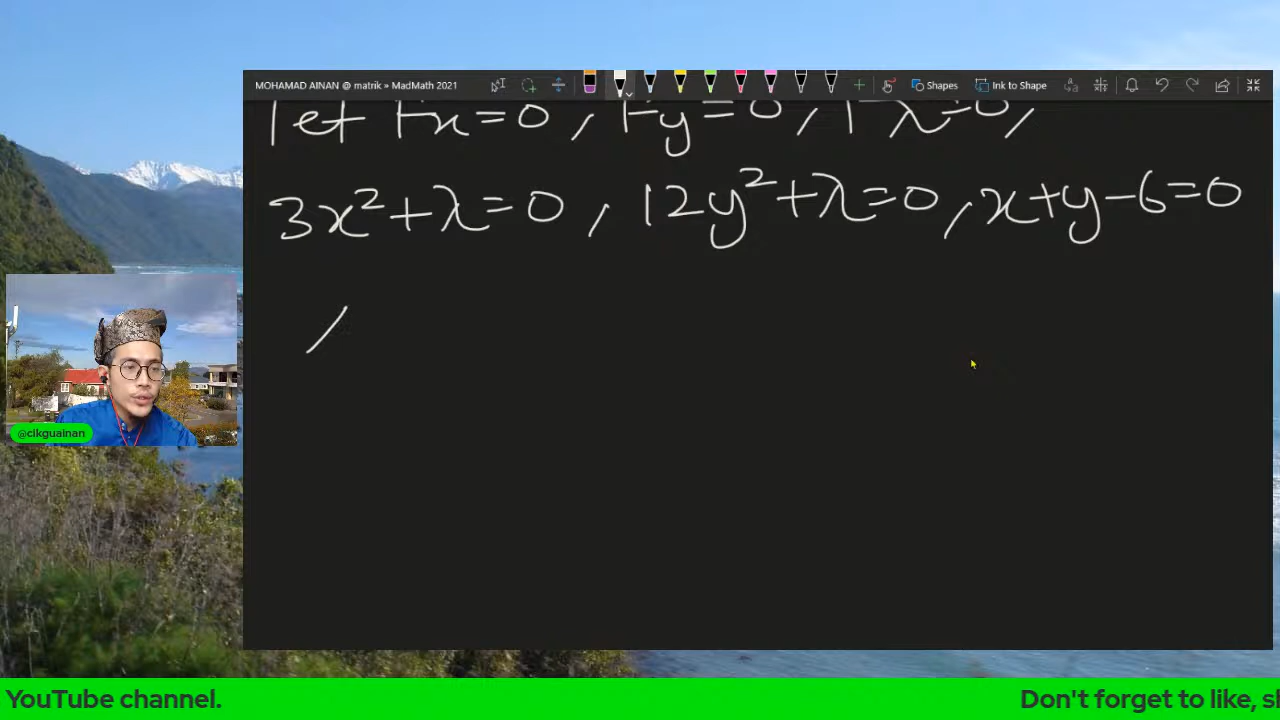 MOHAMAD AINAN @ matrik » MadMath 2021
Shapes
Ink to Shape
let Fx=0, Fy=0, Fλ=0,
3x²+λ=0, 12y²+λ=0, x+y-6=0
@cikguainan
YouTube channel.
Don't forget to like,